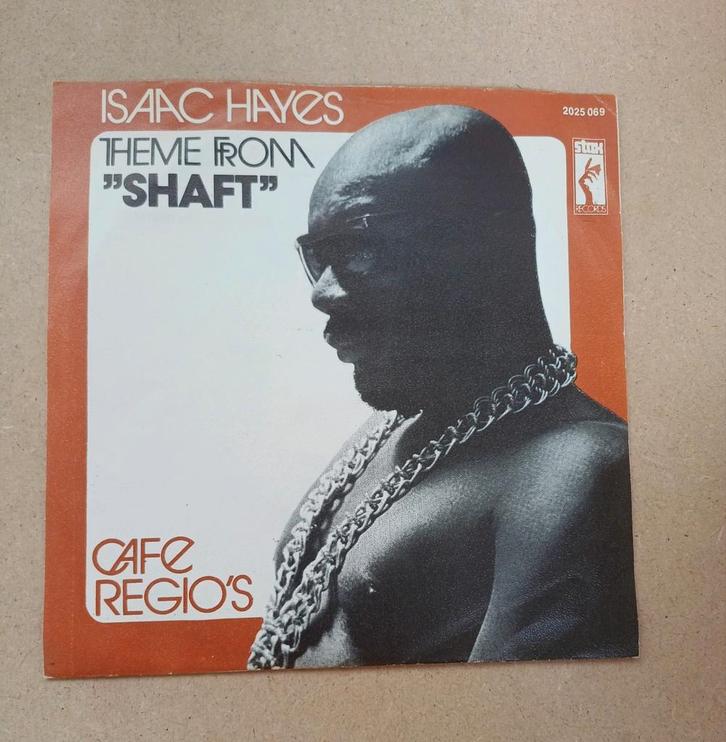 ISAAC HAYES
2025 069
THEME FROM
”SHAFT”
stax
RECORDS
CAFE
REGIO'S